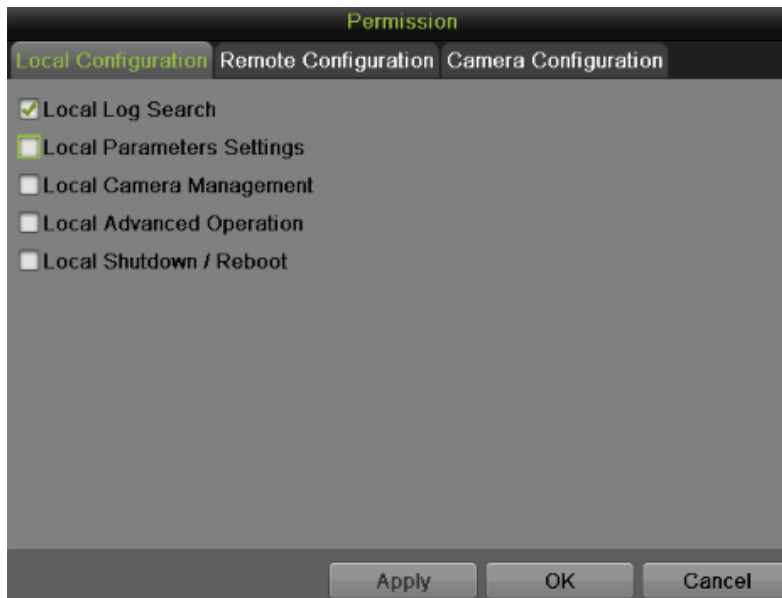 Permission
Local Configuration Remote Configuration Camera Configuration
Local Log Search
Local Parameters Settings
Local Camera Management
Local Advanced Operation
Local Shutdown / Reboot
Apply OK Cancel